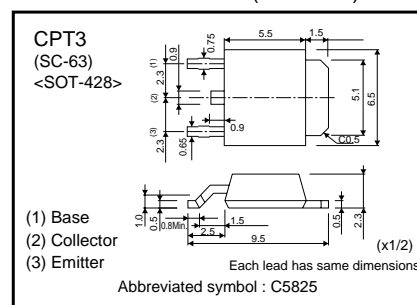 CPT3
(SC-63)
<SOT-428>
(1)
(2)
(3)
2.3
2.3
0.9
0.75
0.65
5.5
1.5
0.9
5.1
6.5
C0.5
1.0
0.5
0.8Min.
1.5
2.5
9.5
0.5
2.3
(1) Base
(2) Collector
(3) Emitter
(x1/2)
Each lead has same dimensions
Abbreviated symbol : C5825